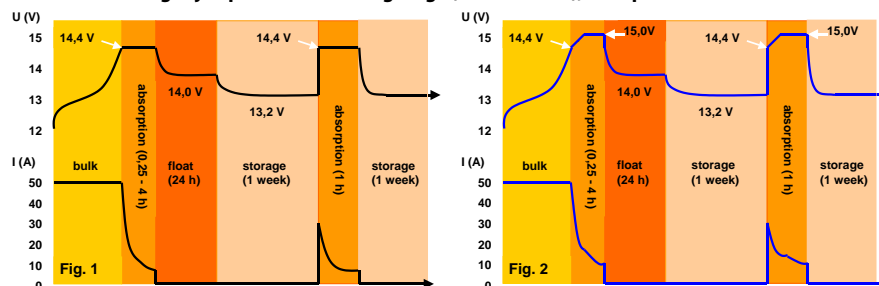 U (V)
15
14
13
12
14,4 V
14,4 V
14,0 V
13,2 V
absorption (0,25 - 4 h)
absorption (1 h)
I (A)
50
40
30
20
10
0
bulk
float
(24 h)
storage
(1 week)
storage
(1 week)
Fig. 1
U (V)
15
14
13
12
14,4 V
15,0V
14,4 V
15,0V
14,0 V
13,2 V
absorption (0,25 - 4 h)
absorption (1 h)
I (A)
50
40
30
20
10
0
bulk
float
(24 h)
storage
(1 week)
storage
(1 week)
Fig. 2